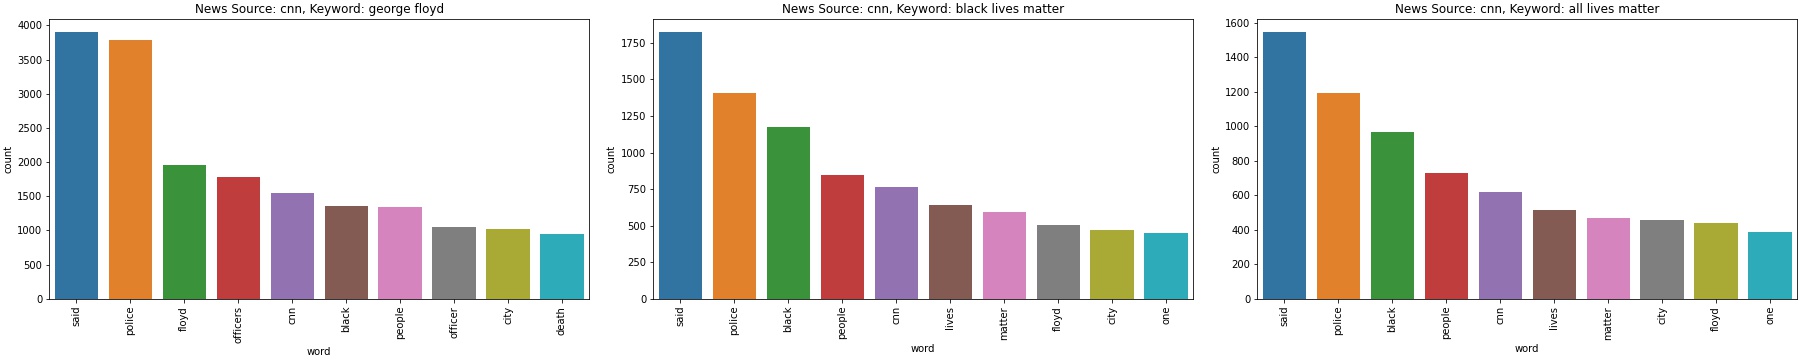 News Source: cnn, Keyword: george floyd
count
4000
3500
3000
2500
2000
1500
1000
500
0
said
police
floyd
officers
cnn
black
people
officer
city
death
word
News Source: cnn, Keyword: black lives matter
count
1750
1500
1250
1000
750
500
250
0
said
police
black
people
cnn
lives
matter
floyd
city
one
word
News Source: cnn, Keyword: all lives matter
count
1600
1400
1200
1000
800
600
400
200
0
said
police
black
people
cnn
lives
matter
city
floyd
one
word